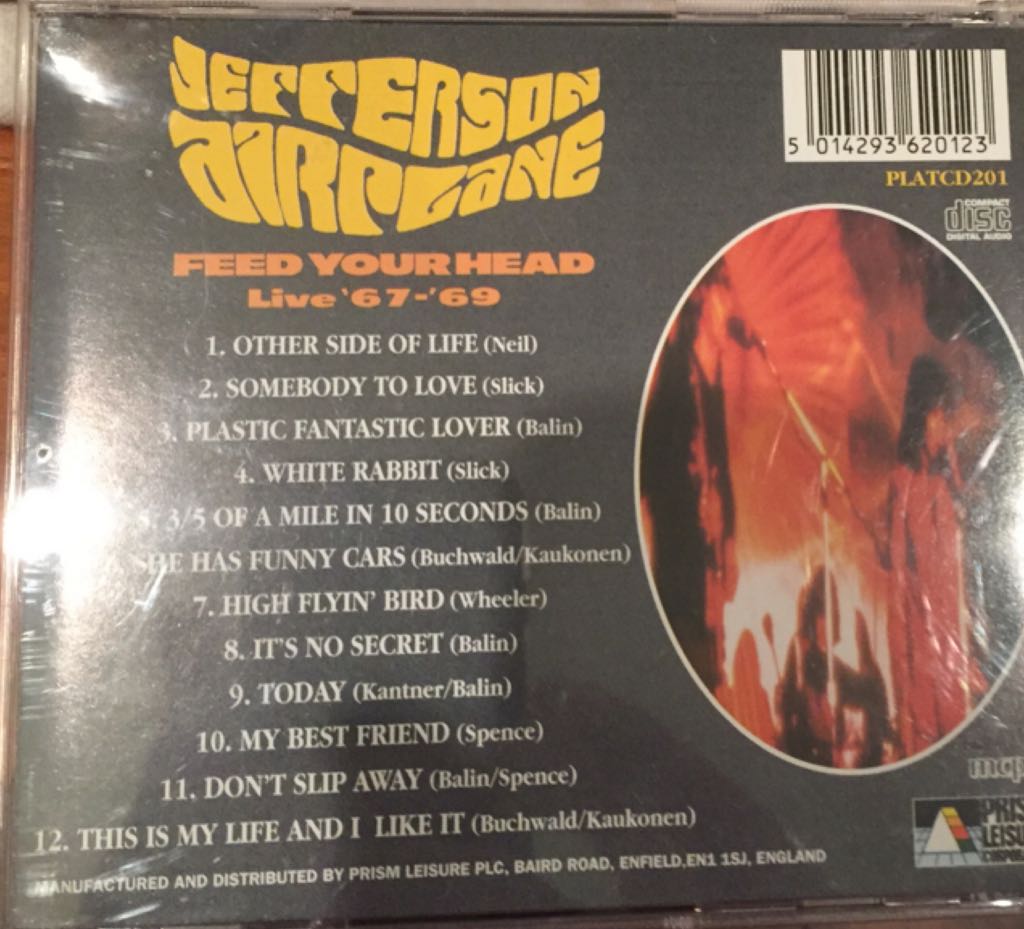 JEFFERSON
AIRPLANE
FEED YOUR HEAD
Live '67-'69
1. OTHER SIDE OF LIFE (Neil)
2. SOMEBODY TO LOVE (Slick)
3. PLASTIC FANTASTIC LOVER (Balin)
4. WHITE RABBIT (Slick)
5. 3/5 OF A MILE IN 10 SECONDS (Balin)
SHE HAS FUNNY CARS (Buchwald/Kaukonen)
7. HIGH FLYIN' BIRD (Wheeler)
8. IT'S NO SECRET (Balin)
9. TODAY (Kantner/Balin)
10. MY BEST FRIEND (Spence)
11. DON'T SLIP AWAY (Balin/Spence)
12. THIS IS MY LIFE AND I LIKE IT (Buchwald/Kaukonen)
MANUFACTURED AND DISTRIBUTED BY PRISM LEISURE PLC, BAIRD ROAD, ENFIELD,EN1 1SJ, ENGLAND
5 014293 620123
PLATCD201
COMPACT
disc
DIGITAL AUDIO